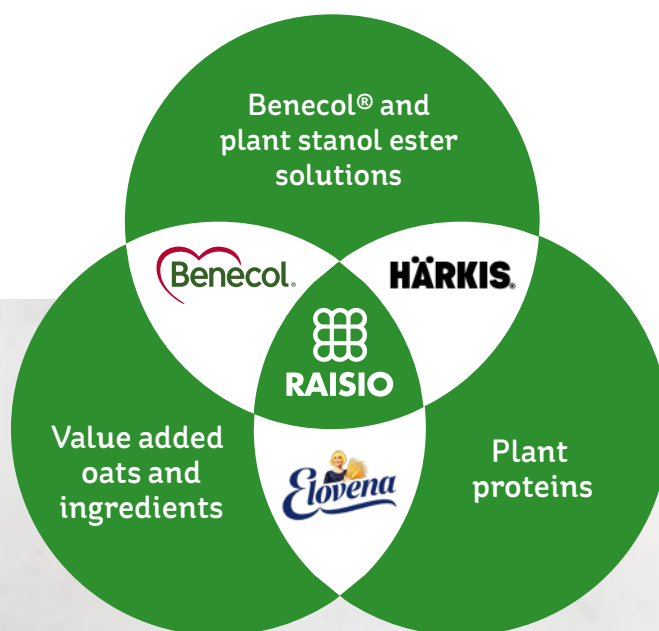 Benecol® and
plant stanol ester
solutions
Benecol®
HÄRKIS®
RAISIO
Value added
oats and
ingredients
Elovena
Plant
proteins